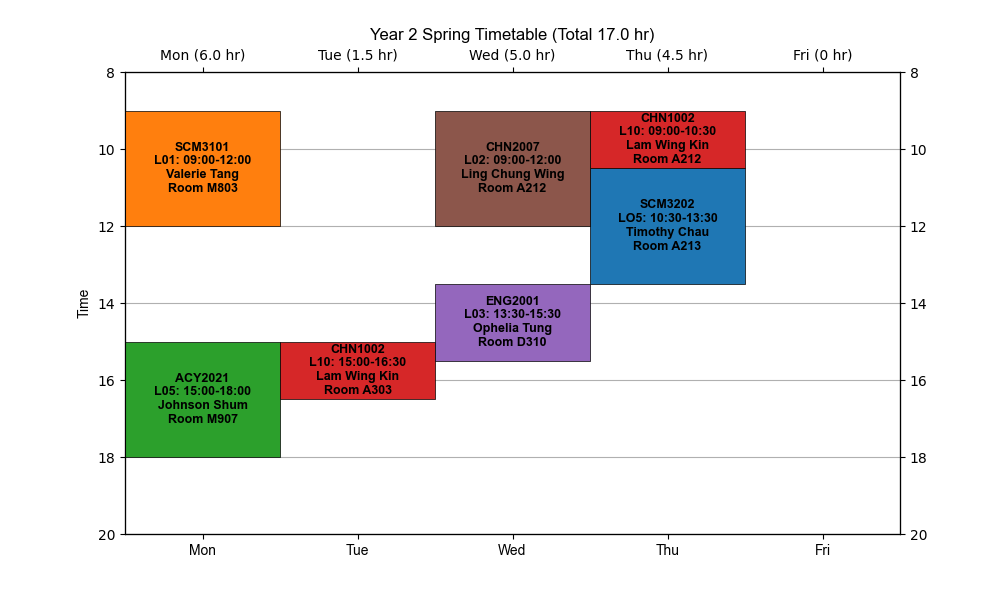 Year 2 Spring Timetable (Total 17.0 hr)
Mon (6.0 hr) Tue (1.5 hr) Wed (5.0 hr) Thu (4.5 hr) Fri (0 hr)
Time
8
10
12
14
16
18
20
SCM3101
L01: 09:00-12:00
Valerie Tang
Room M803
ACY2021
L05: 15:00-18:00
Johnson Shum
Room M907
CHN1002
L10: 15:00-16:30
Lam Wing Kin
Room A303
CHN2007
L02: 09:00-12:00
Ling Chung Wing
Room A212
ENG2001
L03: 13:30-15:30
Ophelia Tung
Room D310
CHN1002
L10: 09:00-10:30
Lam Wing Kin
Room A212
SCM3202
LO5: 10:30-13:30
Timothy Chau
Room A213
8
10
12
14
16
18
20
Mon Tue Wed Thu Fri